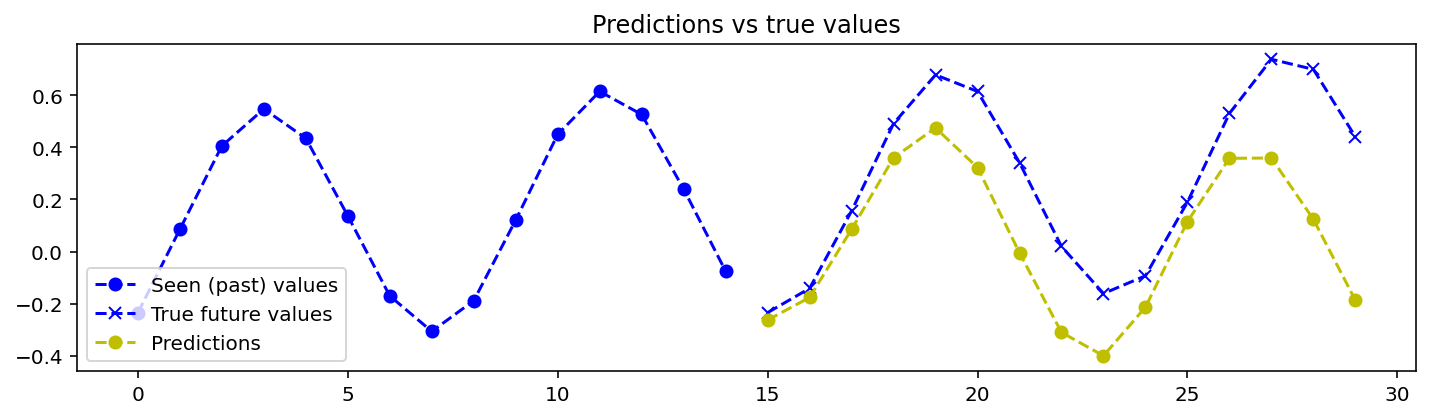 Predictions vs true values
0.6
0.4
0.2
0.0
−0.2
−0.4
Seen (past) values
True future values
Predictions
0 5 10 15 20 25 30